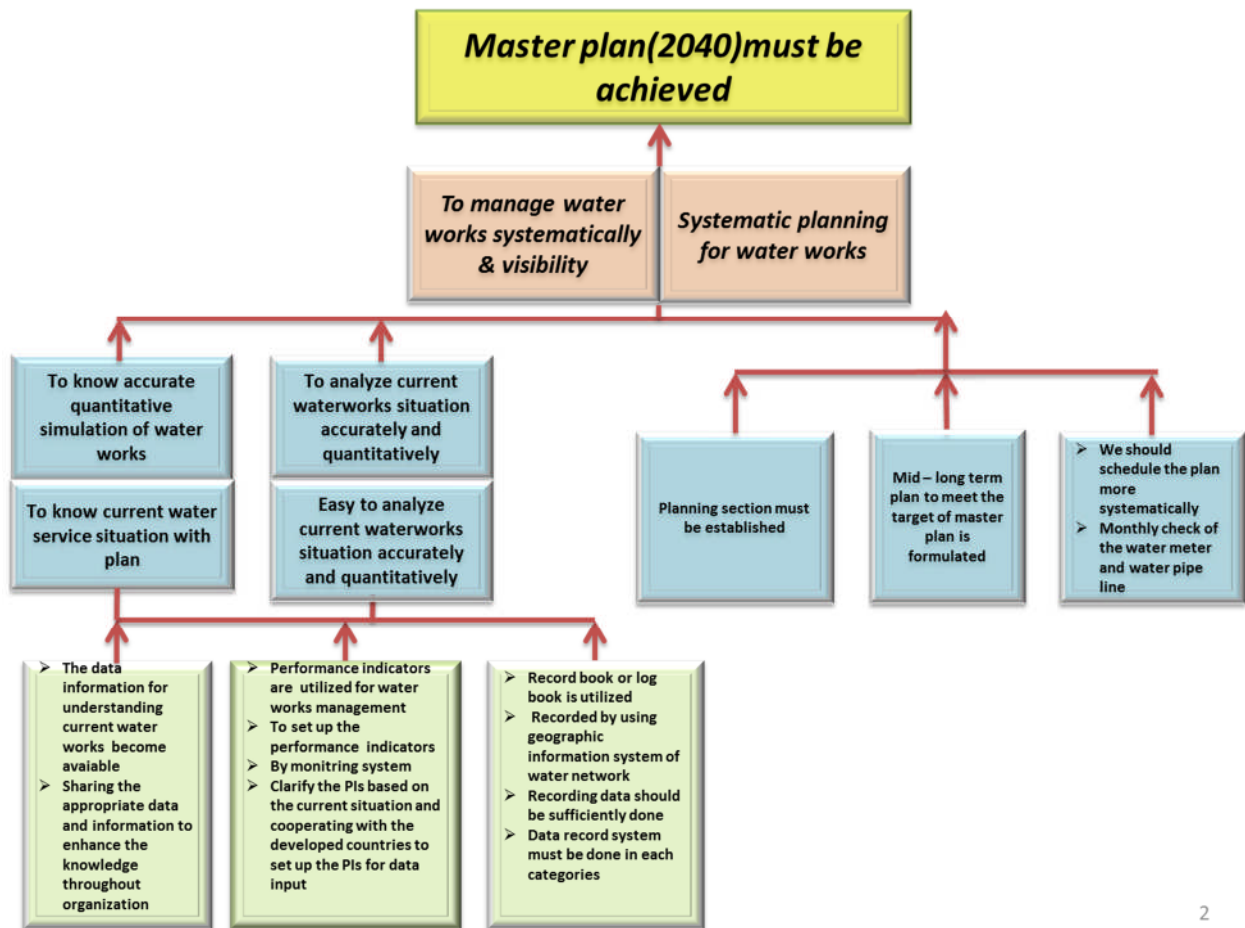 Master plan(2040)must be
achieved
To manage water
works systematically
& visibility
Systematic planning
for water works
To know accurate
quantitative
simulation of water
works
To know current water
service situation with
plan
To analyze current
waterworks situation
accurately and
quantitatively
Easy to analyze
current waterworks
situation accurately
and quantitatively
Planning section must
be established
Mid – long term
plan to meet the
target of master
plan is
formulated
➢ We should
schedule the plan
more
systematically
➢ Monthly check of
the water meter
and water pipe
line
➢ The data
information for
understanding
current water
works become
avaiable
➢ Sharing the
appropriate data
and information to
enhance the
knowledge
throughout
organization
➢ Performance indicators
are utilized for water
works management
➢ To set up the
performance indicators
➢ By monitring system
➢ Clarify the PIs based on
the current situation and
cooperating with the
developed countries to
set up the PIs for data
input
➢ Record book or log
book is utilized
➢ Recorded by using
geographic
information system of
water network
➢ Recording data should
be sufficiently done
➢ Data record system
must be done in each
categories
2